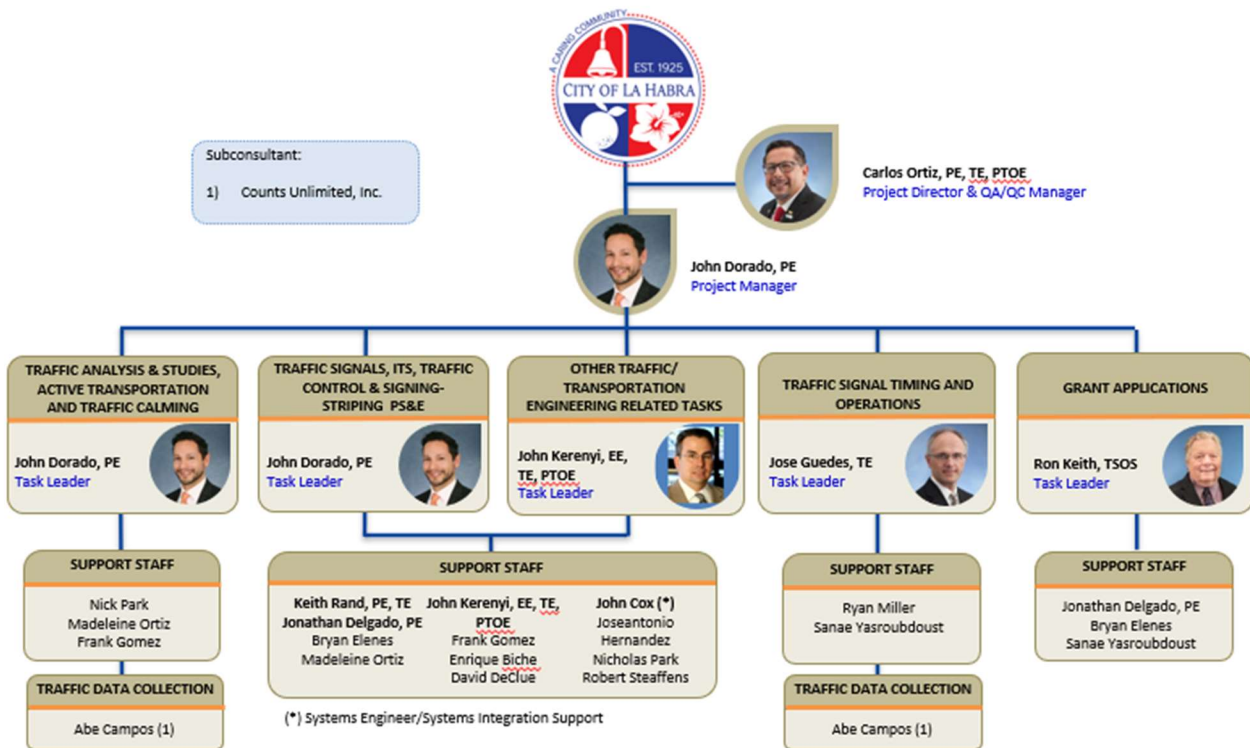 A CARING COMMUNITY
EST. 1925
CITY OF LA HABRA
Subconsultant:
1) Counts Unlimited, Inc.
Carlos Ortiz, PE, TE, PTOE
Project Director & QA/QC Manager
John Dorado, PE
Project Manager
TRAFFIC ANALYSIS & STUDIES,
ACTIVE TRANSPORTATION
AND TRAFFIC CALMING
John Dorado, PE
Task Leader
TRAFFIC SIGNALS, ITS, TRAFFIC
CONTROL & SIGNING-
STRIPING PS&E
John Dorado, PE
Task Leader
OTHER TRAFFIC/
TRANSPORTATION
ENGINEERING RELATED TASKS
John Kerenyi, EE,
TE, PTOE
Task Leader
TRAFFIC SIGNAL TIMING AND
OPERATIONS
Jose Guedes, TE
Task Leader
GRANT APPLICATIONS
Ron Keith, TSOS
Task Leader
SUPPORT STAFF
Nick Park
Madeleine Ortiz
Frank Gomez
TRAFFIC DATA COLLECTION
Abe Campos (1)
SUPPORT STAFF
Keith Rand, PE, TE
Jonathan Delgado, PE
Bryan Elenes
Madeleine Ortiz
John Kerenyi, EE, TE,
PTOE
Frank Gomez
Enrique Biche
David DeClue
John Cox (*)
Joseantonio
Hernandez
Nicholas Park
Robert Steaffens
(*) Systems Engineer/Systems Integration Support
SUPPORT STAFF
Ryan Miller
Sanae Yasroubdoust
TRAFFIC DATA COLLECTION
Abe Campos (1)
SUPPORT STAFF
Jonathan Delgado, PE
Bryan Elenes
Sanae Yasroubdoust